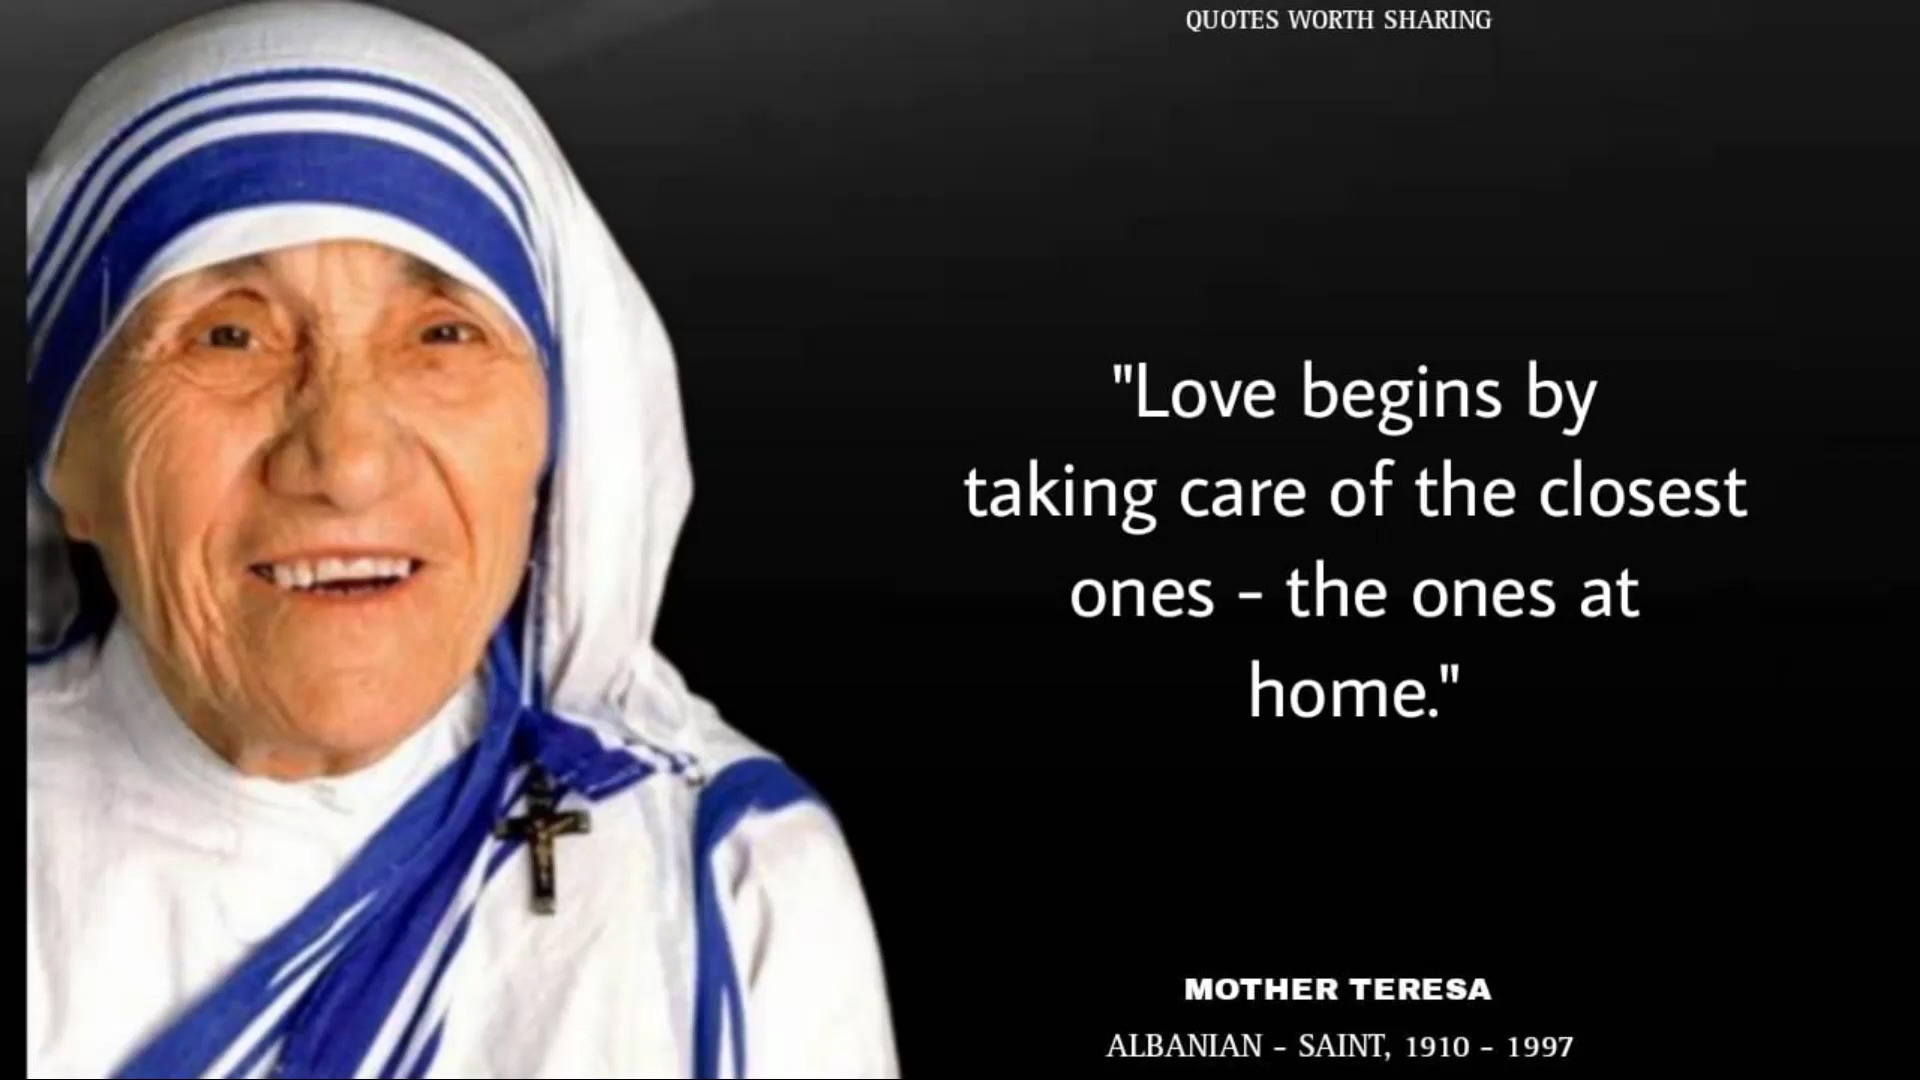 QUOTES WORTH SHARING
"Love begins by
taking care of the closest
ones - the ones at
home."
MOTHER TERESA
ALBANIAN - SAINT, 1910 - 1997